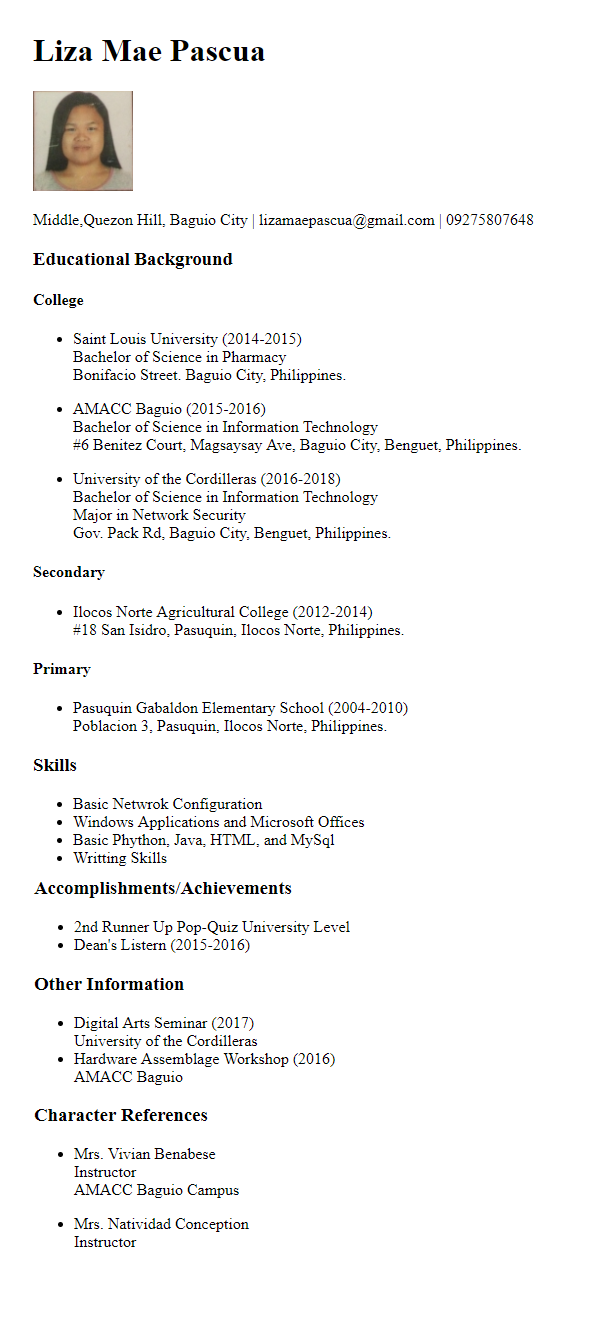 Liza Mae Pascua
Middle,Quezon Hill, Baguio City | lizamaepascua@gmail.com | 09275807648
Educational Background
College
• Saint Louis University (2014-2015)
Bachelor of Science in Pharmacy
Bonifacio Street. Baguio City, Philippines.
• AMACC Baguio (2015-2016)
Bachelor of Science in Information Technology
#6 Benitez Court, Magsaysay Ave, Baguio City, Benguet, Philippines.
• University of the Cordilleras (2016-2018)
Bachelor of Science in Information Technology
Major in Network Security
Gov. Pack Rd, Baguio City, Benguet, Philippines.
Secondary
• Ilocos Norte Agricultural College (2012-2014)
#18 San Isidro, Pasuquin, Ilocos Norte, Philippines.
Primary
• Pasuquin Gabaldon Elementary School (2004-2010)
Poblacion 3, Pasuquin, Ilocos Norte, Philippines.
Skills
• Basic Netwrok Configuration
• Windows Applications and Microsoft Offices
• Basic Phython, Java, HTML, and MySql
• Writting Skills
Accomplishments/Achievements
• 2nd Runner Up Pop-Quiz University Level
• Dean's Listern (2015-2016)
Other Information
• Digital Arts Seminar (2017)
University of the Cordilleras
• Hardware Assemblage Workshop (2016)
AMACC Baguio
Character References
• Mrs. Vivian Benabese
Instructor
AMACC Baguio Campus
• Mrs. Natividad Conception
Instructor